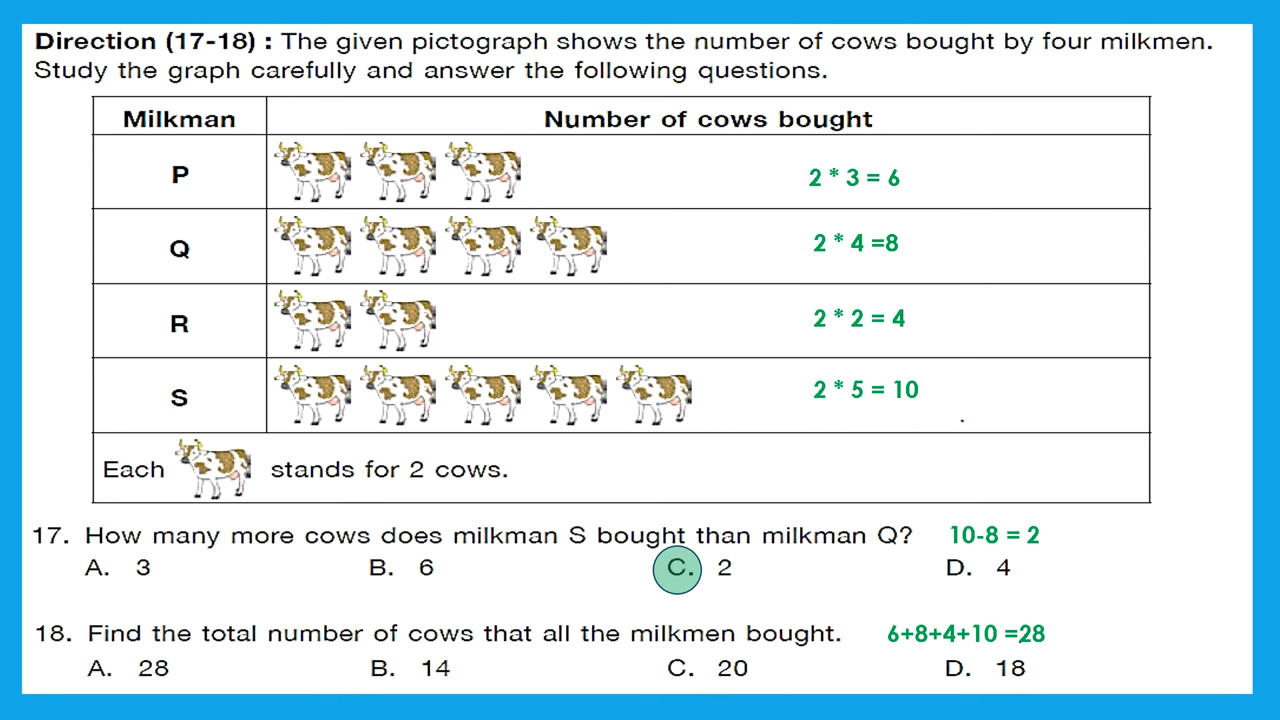 Direction (17-18) : The given pictograph shows the number of cows bought by four milkmen.
Study the graph carefully and answer the following questions.
Milkman Number of cows bought
P 2 * 3 = 6
Q 2 * 4 =8
R 2 * 2 = 4
S 2 * 5 = 10
Each stands for 2 cows.
17. How many more cows does milkman S bought than milkman Q? 10-8 = 2
A. 3 B. 6 C. 2 D. 4
18. Find the total number of cows that all the milkmen bought. 6+8+4+10 =28
A. 28 B. 14 C. 20 D. 18